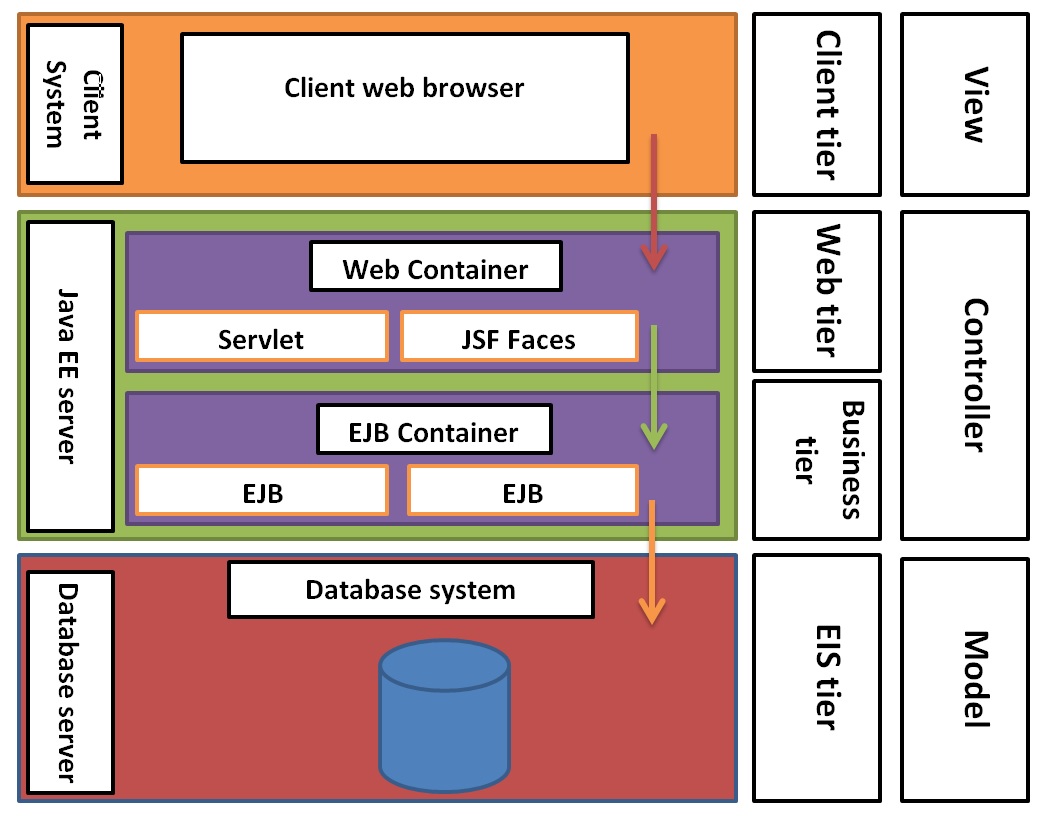 Client
System
Client web browser
Client tier
View
Java EE server
Web Container
Servlet
JSF Faces
Web tier
Controller
EJB Container
EJB
EJB
Business
tier
Database server
Database system
EIS tier
Model